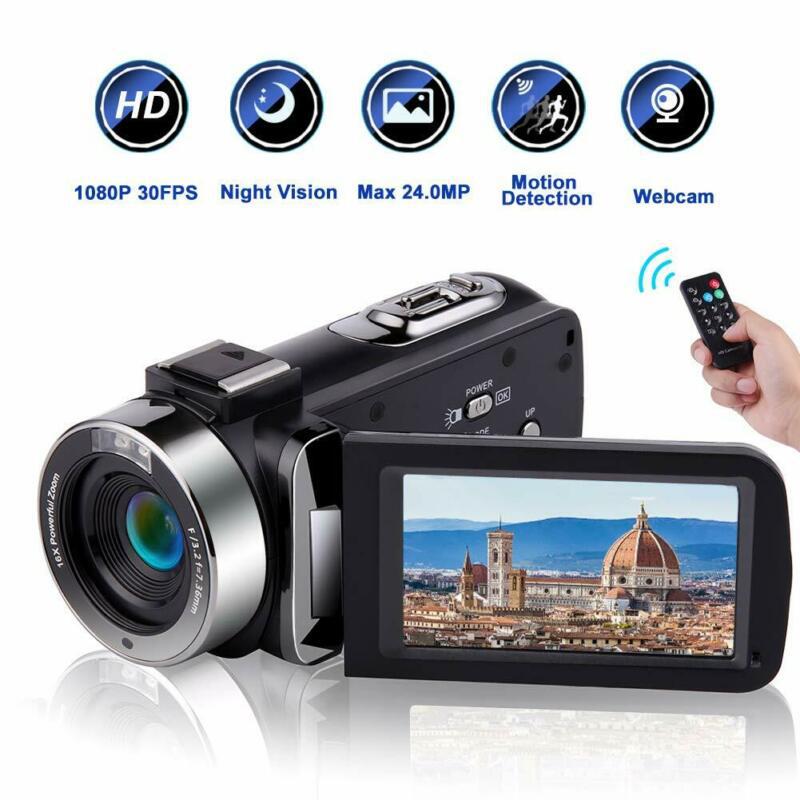 HD
1080P 30FPS
Night Vision
Max 24.0MP
Motion
Detection
Webcam
POWER
OK
UP
16X Powerful Zoom
F/3.2 f=7.36mm